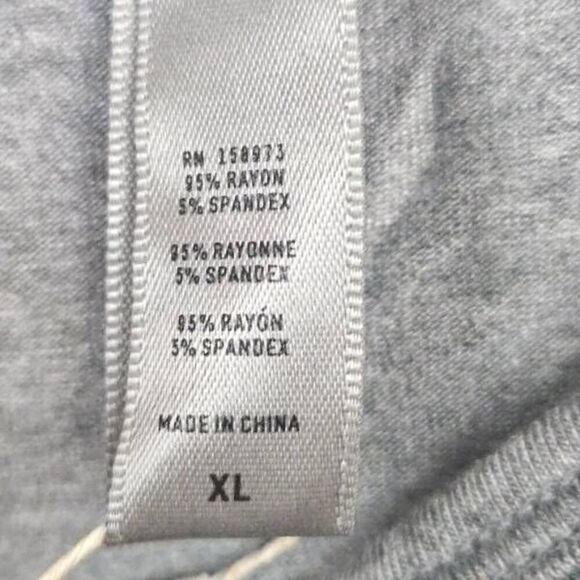 RN 158973
95% RAYON
5% SPANDEX
95% RAYONNE
5% SPANDEX
95% RAYÓN
5% SPANDEX
MADE IN CHINA
XL